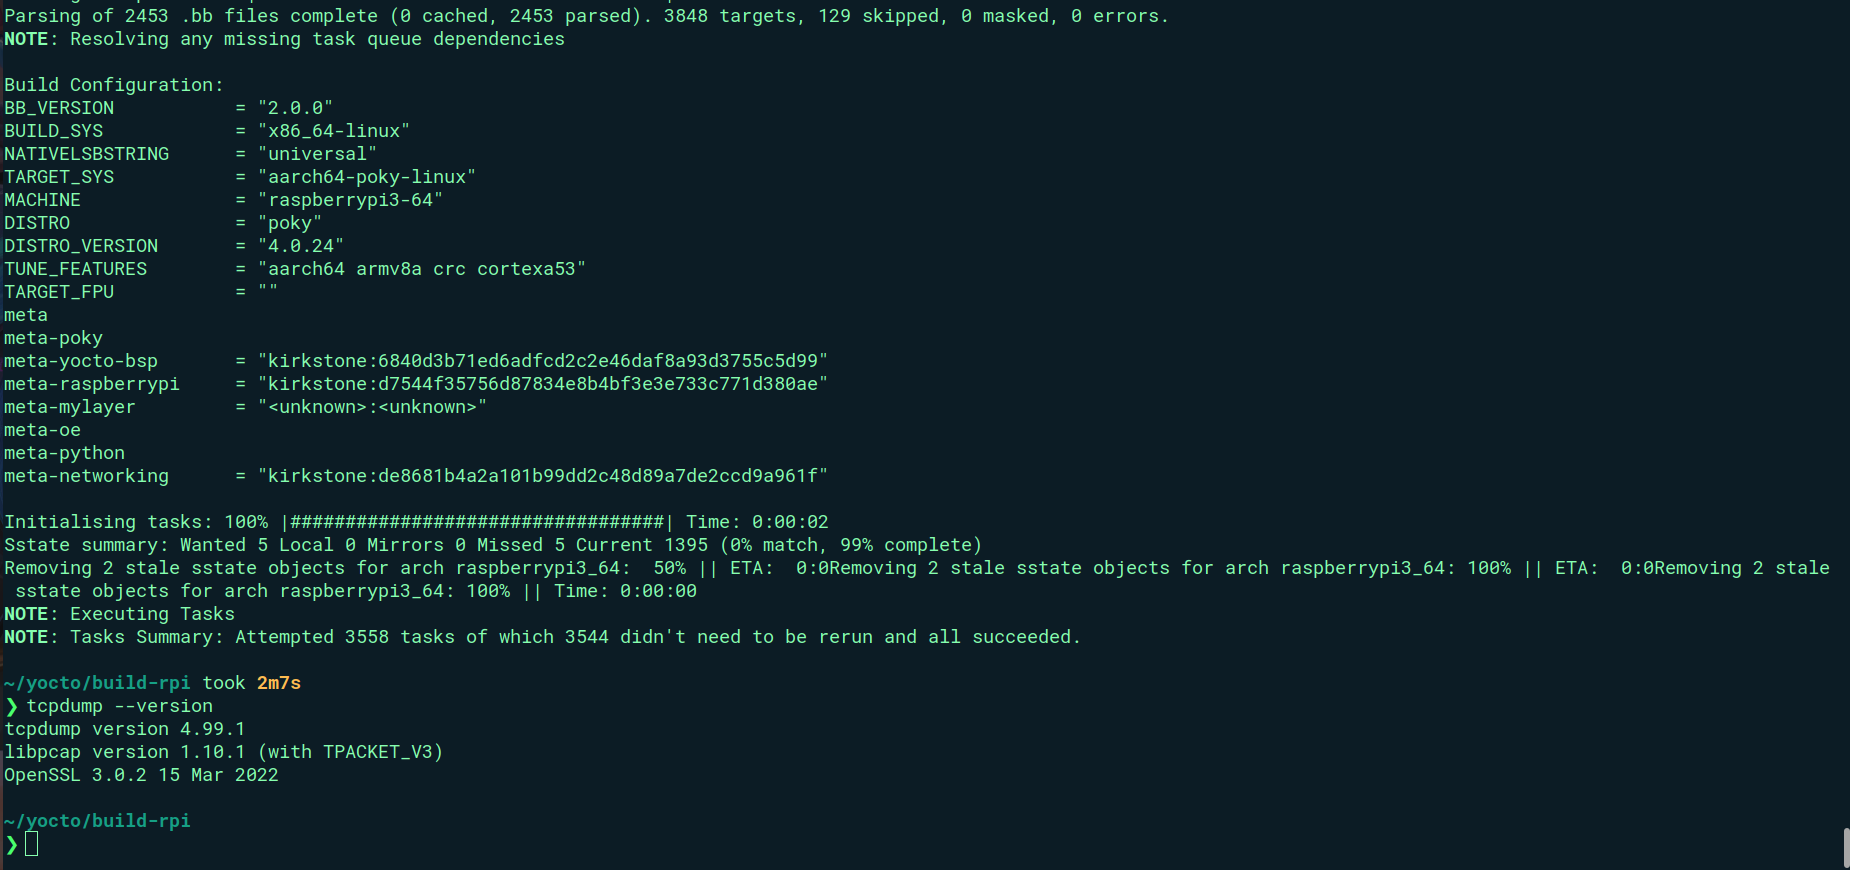 Parsing of 2453 .bb files complete (0 cached, 2453 parsed). 3848 targets, 129 skipped, 0 masked, 0 errors.
NOTE: Resolving any missing task queue dependencies

Build Configuration:
BB_VERSION           = "2.0.0"
BUILD_SYS            = "x86_64-linux"
NATIVELSBSTRING      = "universal"
TARGET_SYS           = "aarch64-poky-linux"
MACHINE              = "raspberrypi3-64"
DISTRO               = "poky"
DISTRO_VERSION       = "4.0.24"
TUNE_FEATURES        = "aarch64 armv8a crc cortexa53"
TARGET_FPU           = ""
meta
meta-poky
meta-yocto-bsp       = "kirkstone:6840d3b71ed6adfcd2c2e46daf8a93d3755c5d99"
meta-raspberrypi     = "kirkstone:d7544f35756d87834e8b4bf3e3e733c771d380ae"
meta-mylayer         = "<unknown>:<unknown>"
meta-oe
meta-python
meta-networking      = "kirkstone:de8681b4a2a101b99dd2c48d89a7de2ccd9a961f"

Initialising tasks: 100% |##################################| Time: 0:00:02
Sstate summary: Wanted 5 Local 0 Mirrors 0 Missed 5 Current 1395 (0% match, 99% complete)
Removing 2 stale sstate objects for arch raspberrypi3_64:  50% || ETA:  0:0Removing 2 stale sstate objects for arch raspberrypi3_64: 100% || ETA:  0:0Removing 2 stale
 sstate objects for arch raspberrypi3_64: 100% || Time: 0:00:00
NOTE: Executing Tasks
NOTE: Tasks Summary: Attempted 3558 tasks of which 3544 didn't need to be rerun and all succeeded.

~/yocto/build-rpi took 2m7s
❯ tcpdump --version
tcpdump version 4.99.1
libpcap version 1.10.1 (with TPACKET_V3)
OpenSSL 3.0.2 15 Mar 2022

~/yocto/build-rpi
❯